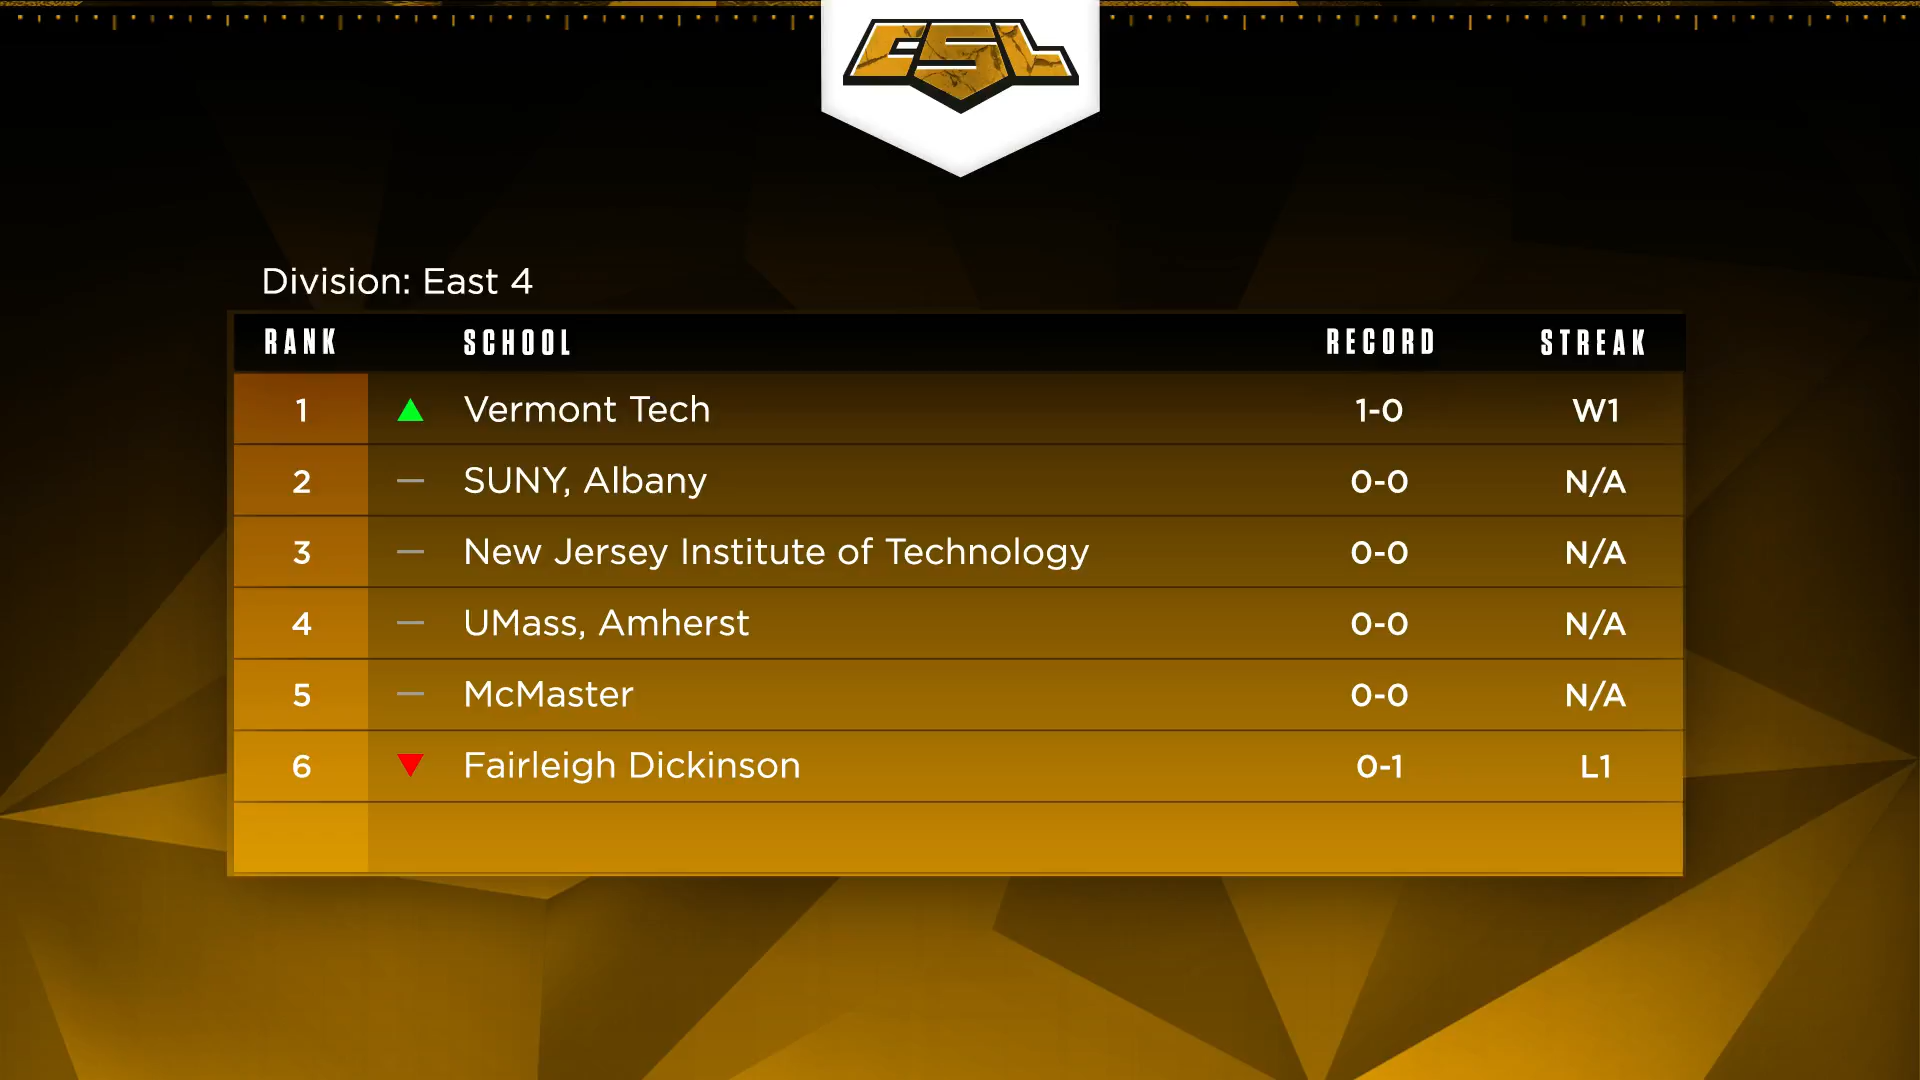 CSL
Division: East 4
RANK SCHOOL RECORD STREAK
1 Vermont Tech 1-0 W1
2 SUNY, Albany 0-0 N/A
3 New Jersey Institute of Technology 0-0 N/A
4 UMass, Amherst 0-0 N/A
5 McMaster 0-0 N/A
6 Fairleigh Dickinson 0-1 L1